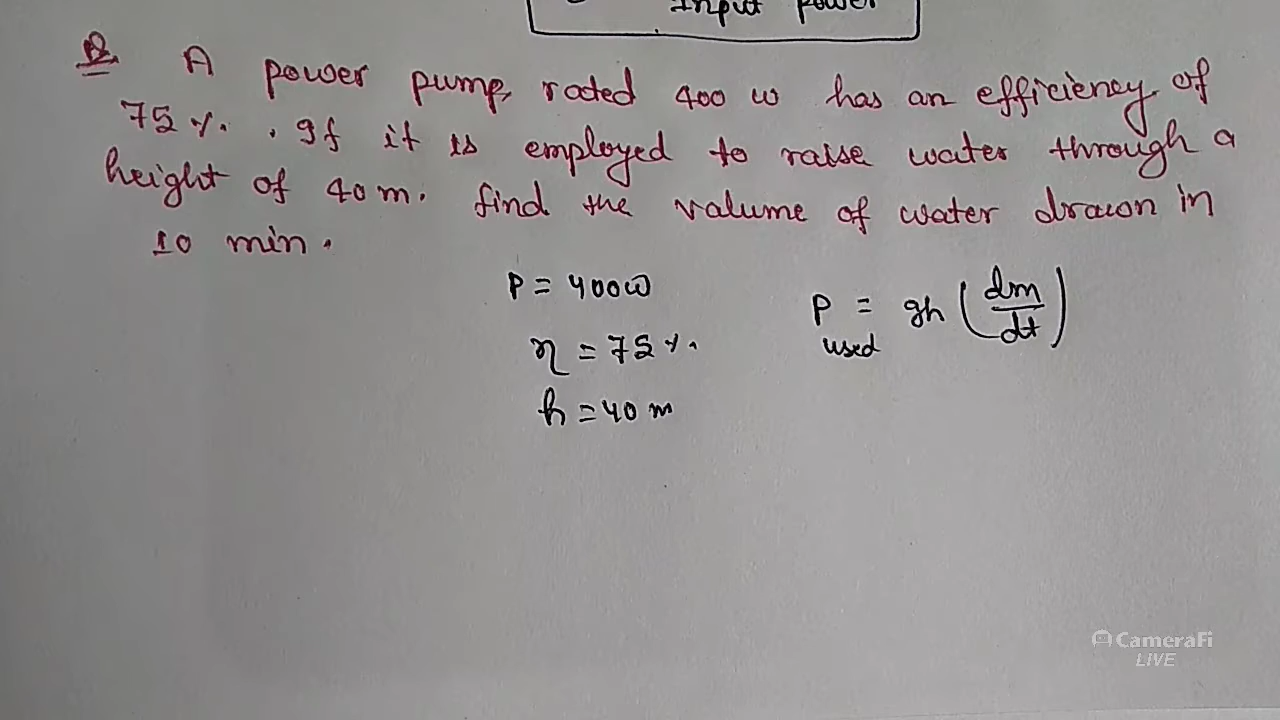 Input power
Q. A power pump, rated 400 W has an efficiency of
75 %. If it is employed to raise water through a
height of 40 m. find the valume of water drawn in
10 min.
P = 400W
η = 75 %.
h = 40 m
P used = gh (dm/dt)
CameraFi
LIVE